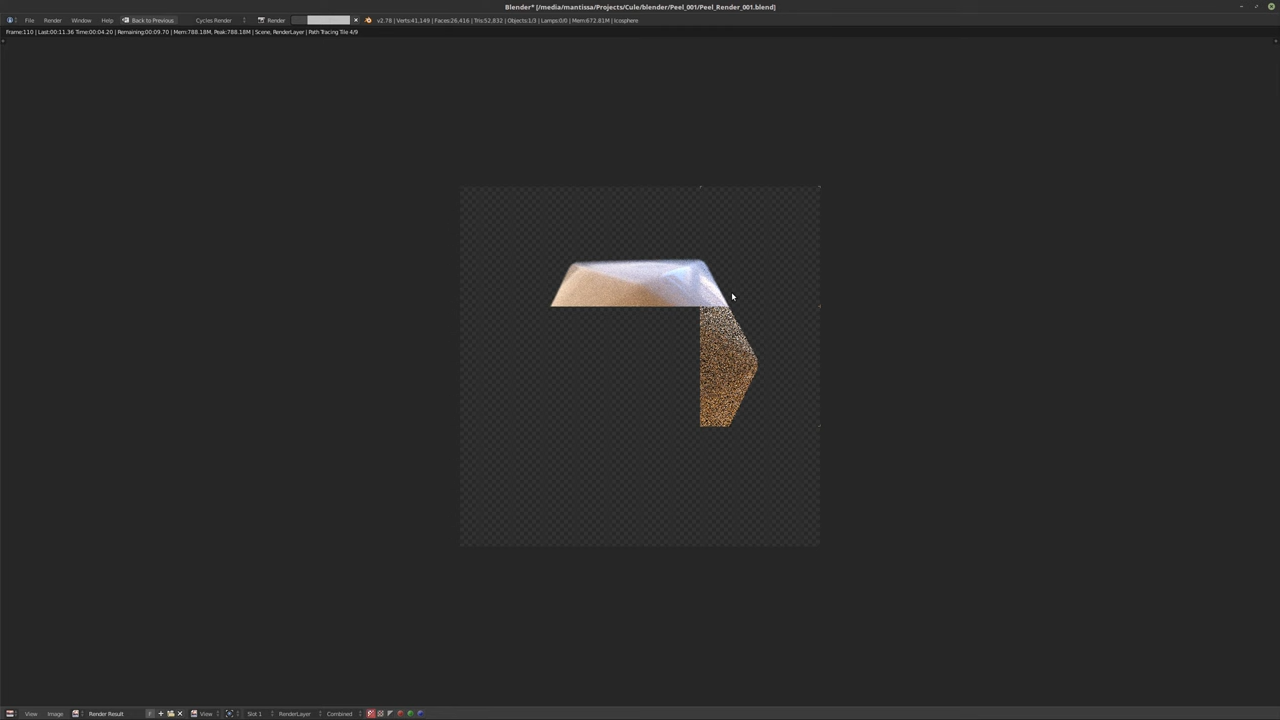 Blender* [/media/mantissa/Projects/Cule/blender/Peel_001/Peel_Render_001.blend]
File Render Window Help Back to Previous Cycles Render Render v2.78 | Verts:41,149 | Faces:26,416 | Tris:52,832 | Objects:1/3 | Lamps:0/0 | Mem:672.81M | Icosphere
Frame:110 | Last:00:11.36 Time:00:04.20 | Remaining:00:09.70 | Mem:788.18M, Peak:788.18M | Scene, RenderLayer | Path Tracing Tile 4/9
View Image Render Result F View Slot 1 RenderLayer Combined